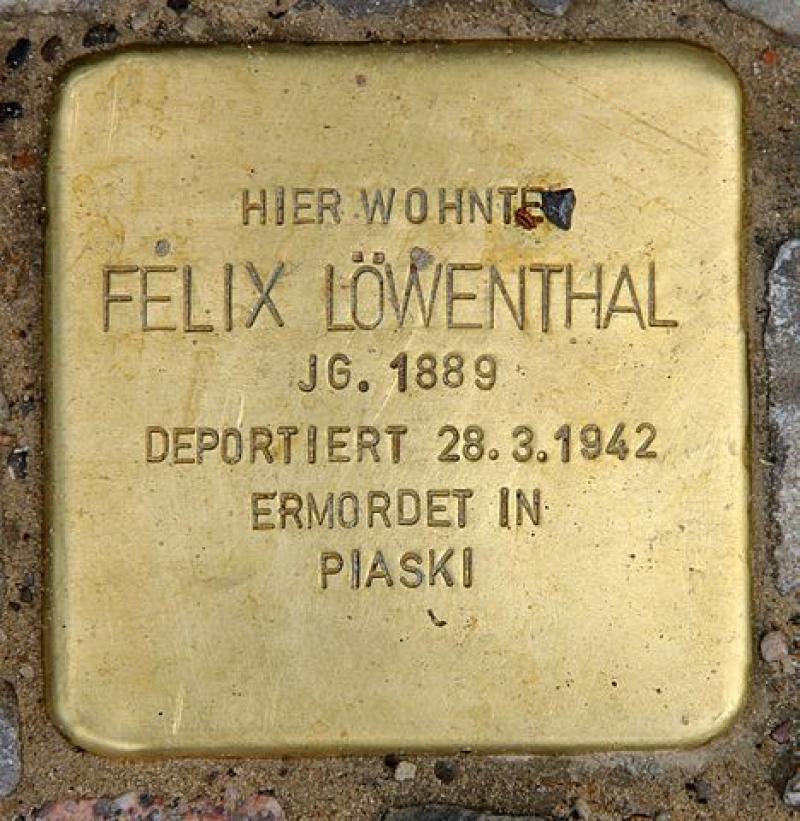 HIER WOHNTE
FELIX LÖWENTHAL
JG. 1889
DEPORTIERT 28.3.1942
ERMORDET IN
PIASKI